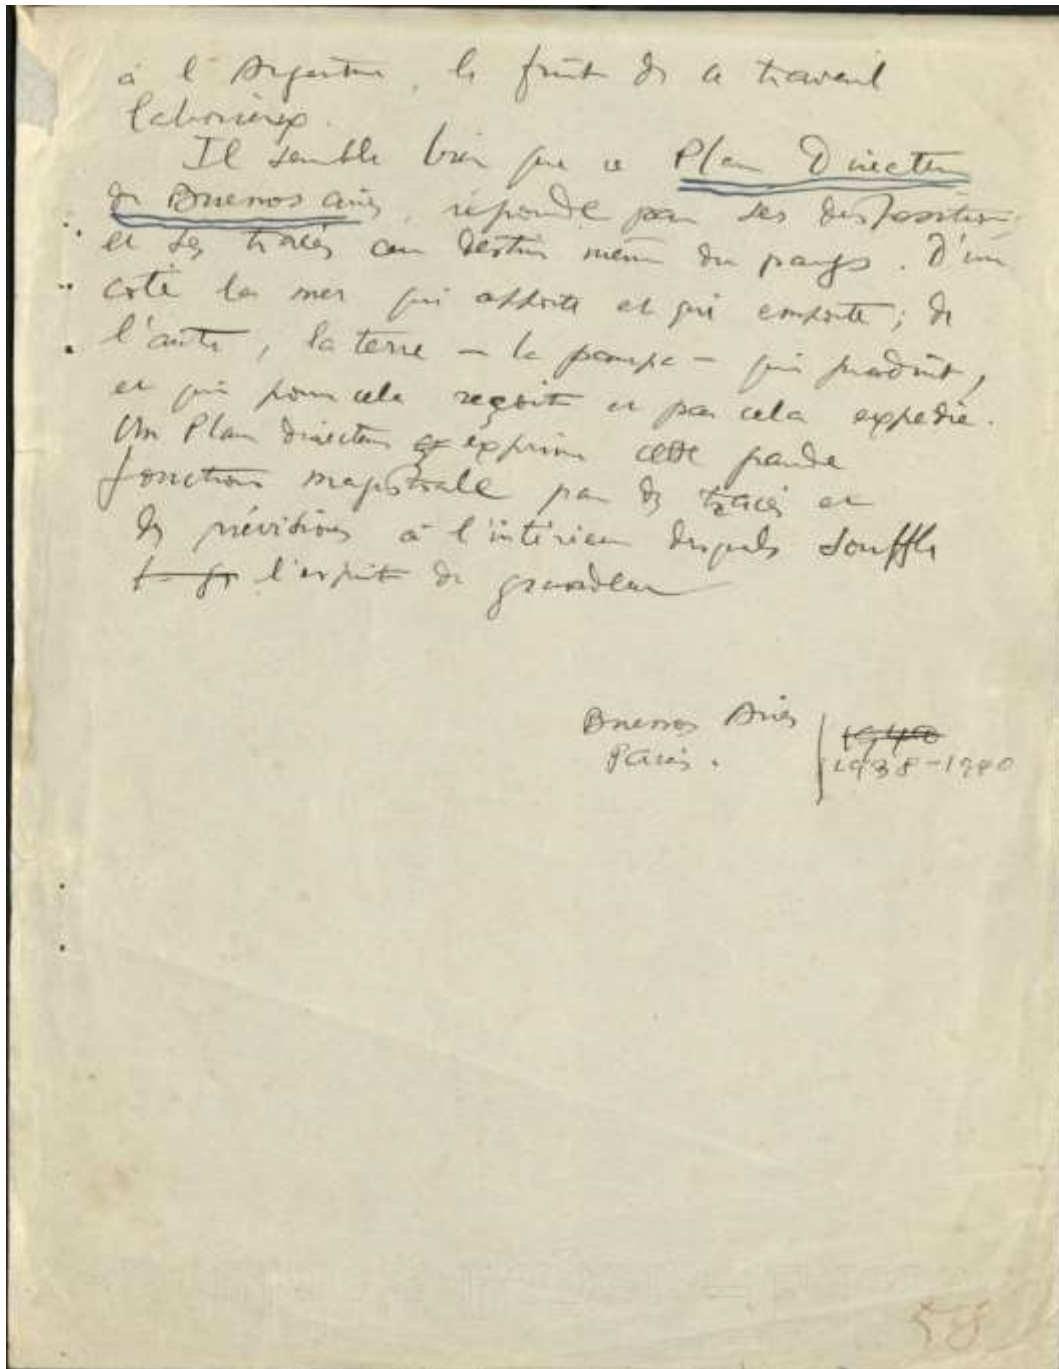 à l'Argentine, le fruit de ce travail
laborieux.
Il semble bien que ce Plan Directeur
de Buenos aires, réponde par ses dispositions
et ses tracés au destin même du pays. D'un
coté la mer qui apporte et qui emporte; de
l'autre, la terre – la pampa – qui produit,
et qui pour cela reçoit et par cela expedie.
Un Plan directeur exprime cette grande
fonction magistrale par des tracés et
des prévisions à l'intérieur desquels souffle
l'esprit de grandeur
Buenos Aires
Paris.
1940
1938-1940
58